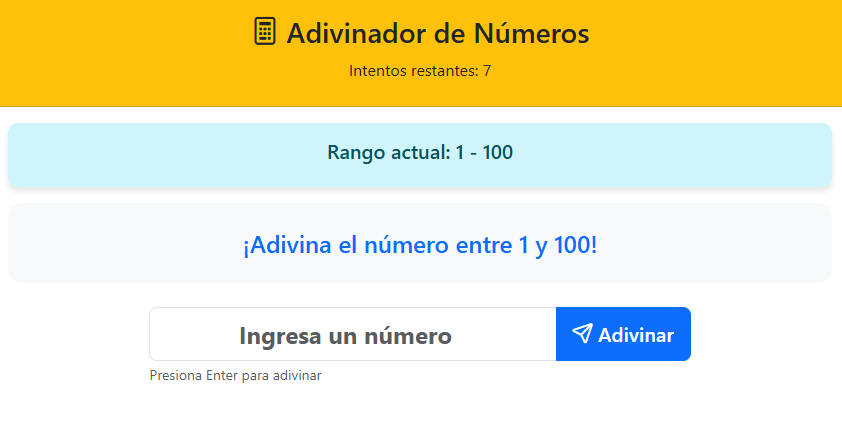 Adivinador de Números
Intentos restantes: 7
Rango actual: 1 - 100
¡Adivina el número entre 1 y 100!
Ingresa un número
Adivinar
Presiona Enter para adivinar